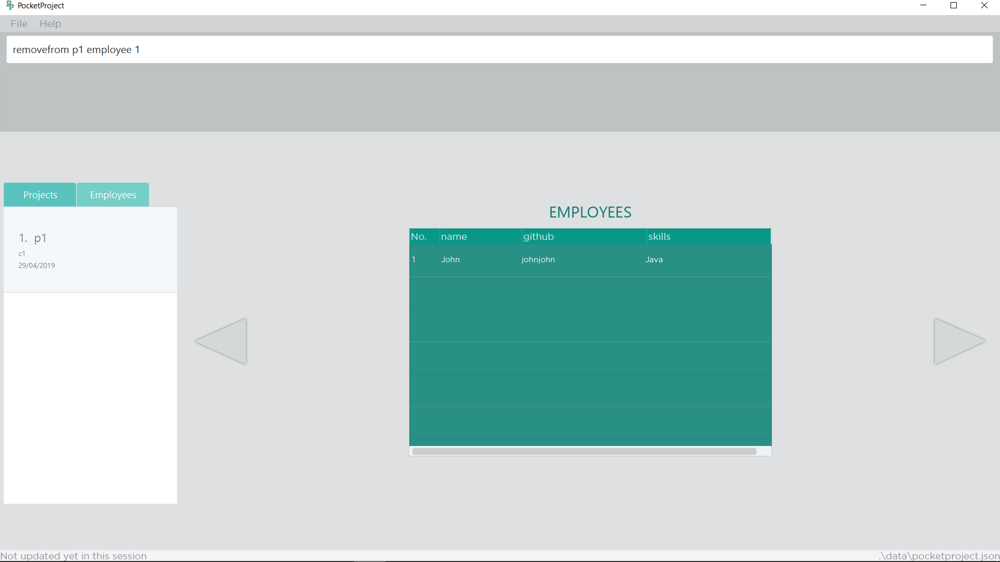 PocketProject
File Help
removefrom p1 employee 1
Projects Employees
1. p1
c1
29/04/2019
EMPLOYEES
No. name github skills
1 John johnjohn Java
Not updated yet in this session
.\data\pocketproject.json